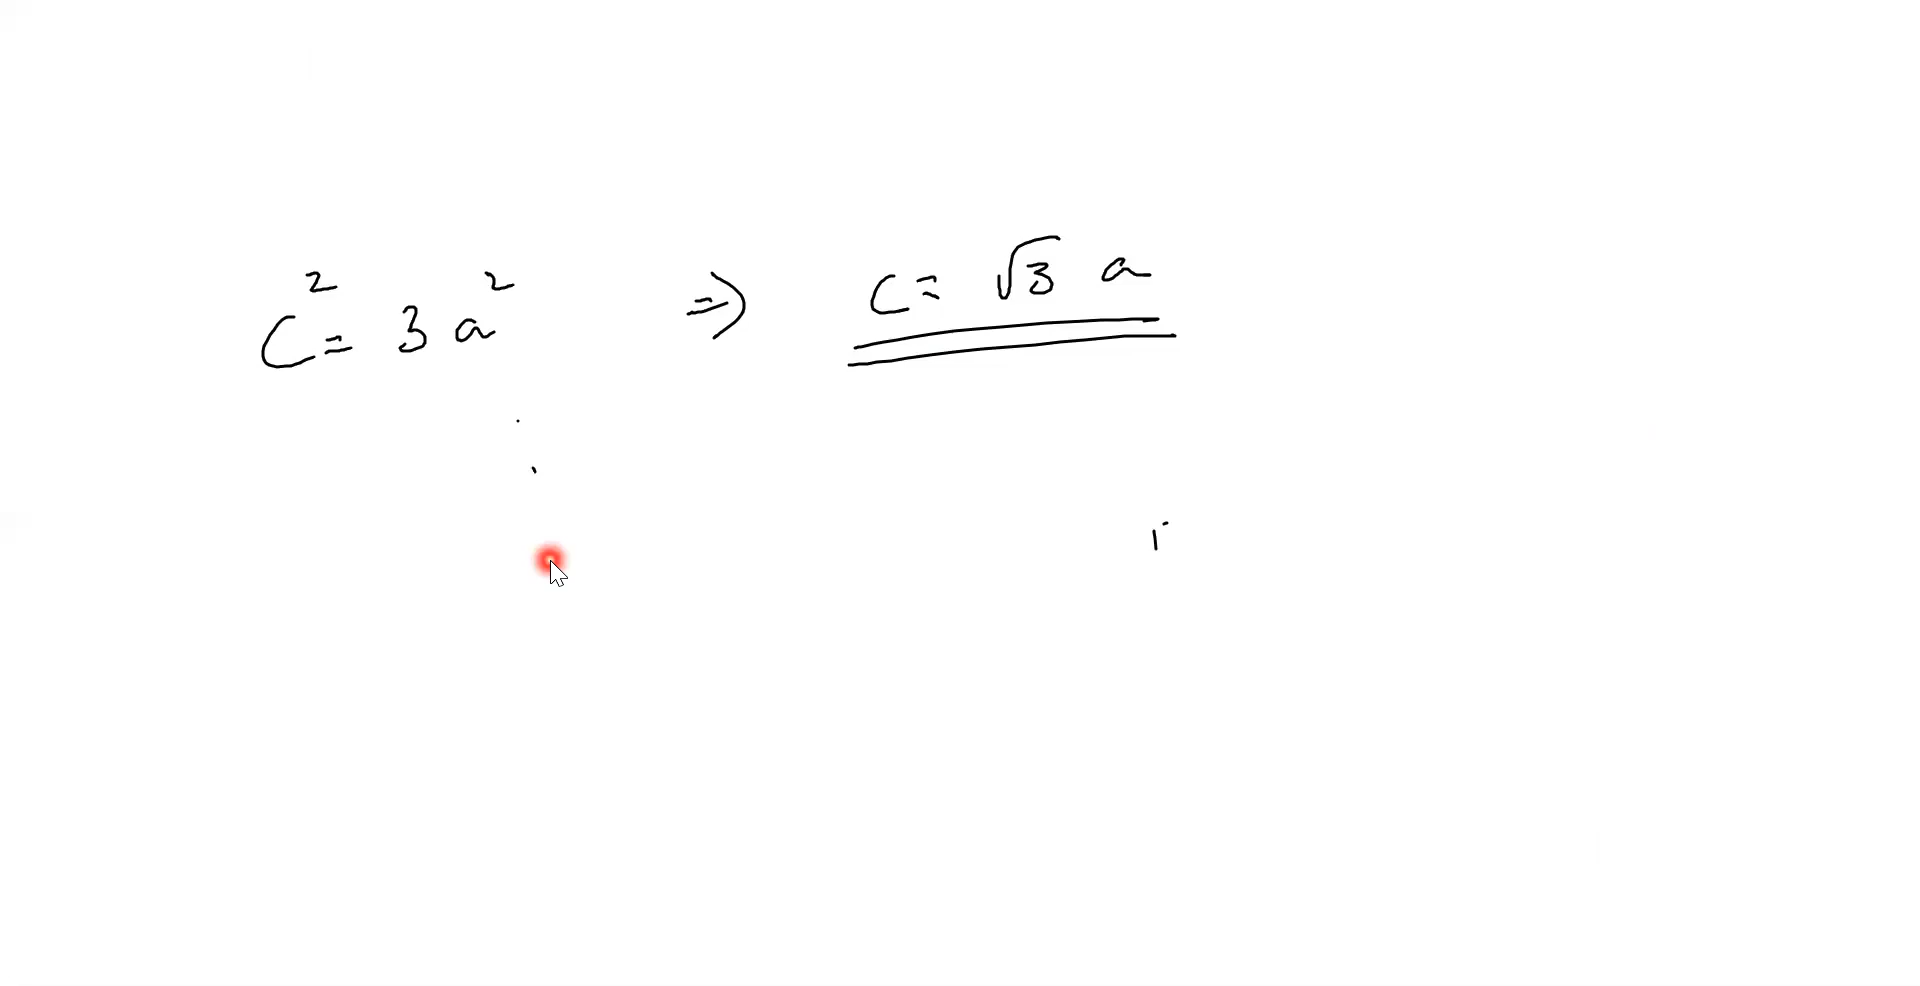 c² = 3a² ⇒ c = √3 a